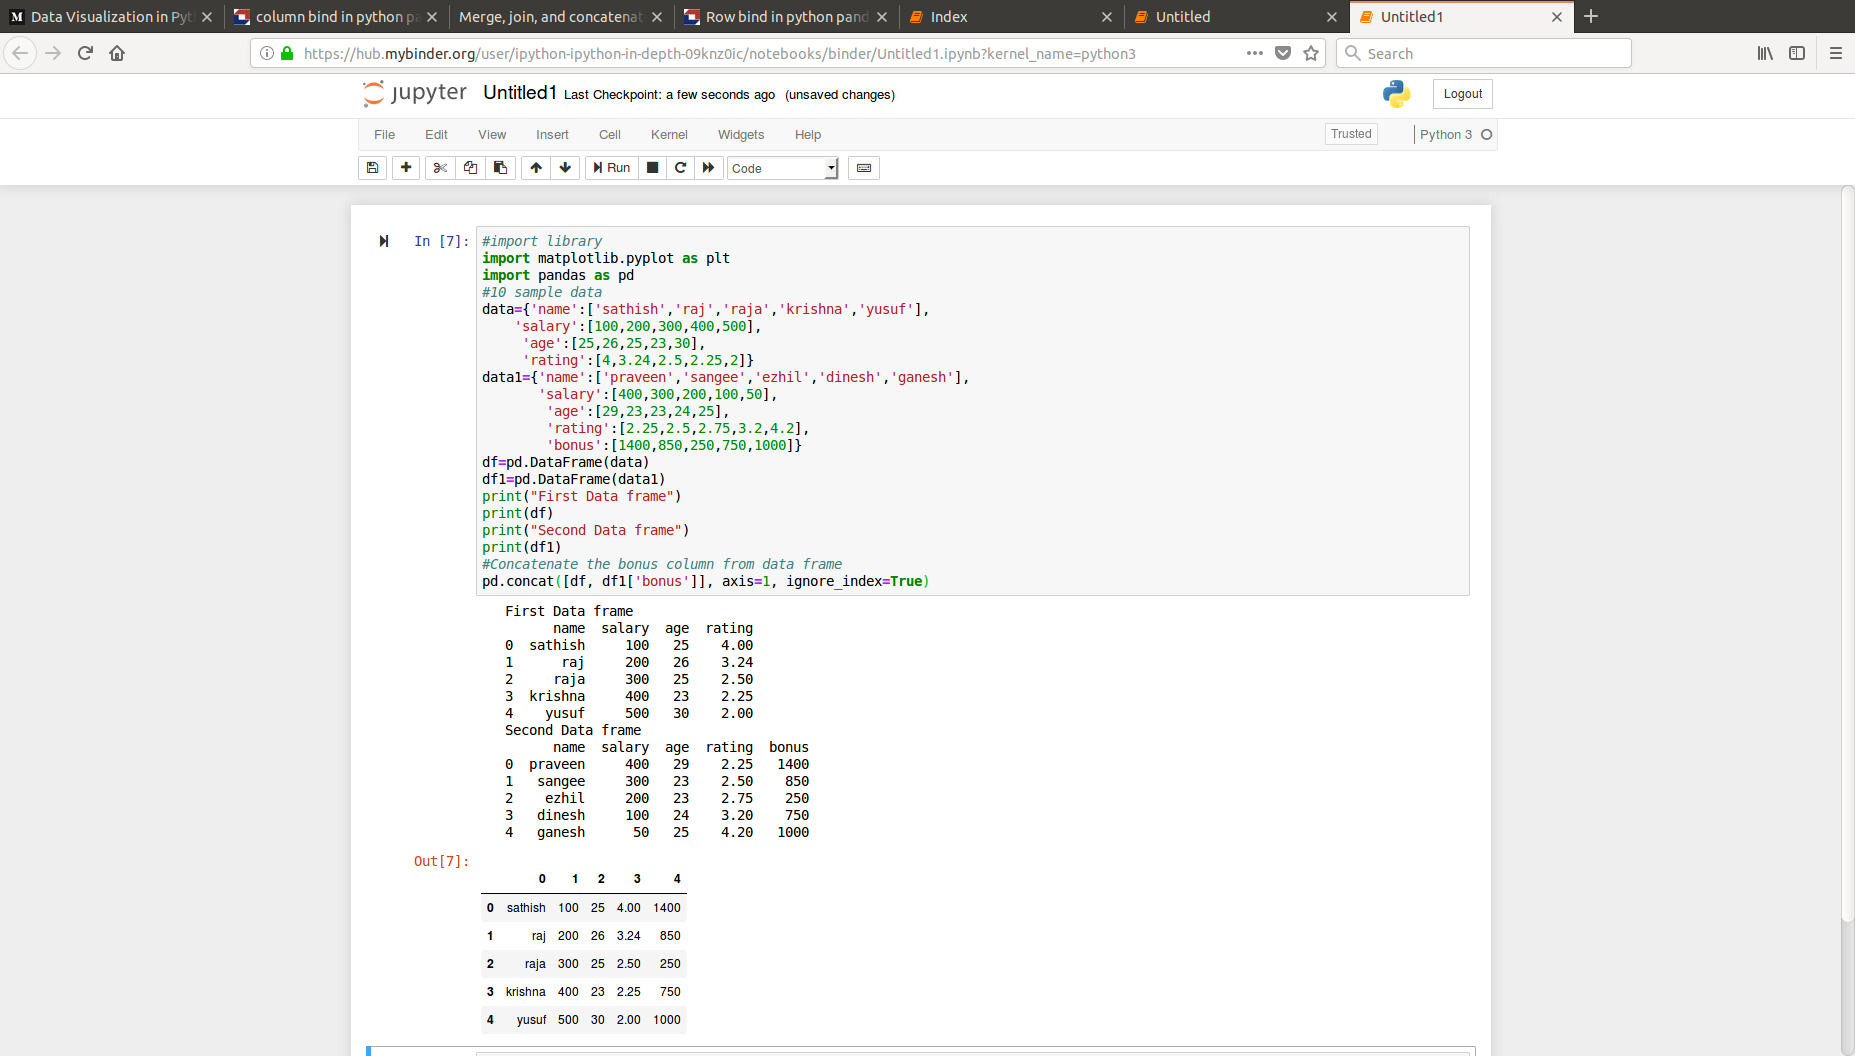 Data Visualization in Pyt
column bind in python pa
Merge, join, and concatenat
Row bind in python pand
Index
Untitled
Untitled1
https://hub.mybinder.org/user/ipython-ipython-in-depth-09knz0ic/notebooks/binder/Untitled1.ipynb?kernel_name=python3
Search
jupyter Untitled1 Last Checkpoint: a few seconds ago (unsaved changes)
Logout
File Edit View Insert Cell Kernel Widgets Help
Trusted
Python 3
Run
Code
In [7]:
#import library
import matplotlib.pyplot as plt
import pandas as pd
#10 sample data
data={'name':['sathish','raj','raja','krishna','yusuf'],
'salary':[100,200,300,400,500],
'age':[25,26,25,23,30],
'rating':[4,3.24,2.5,2.25,2]}
data1={'name':['praveen','sangee','ezhil','dinesh','ganesh'],
'salary':[400,300,200,100,50],
'age':[29,23,23,24,25],
'rating':[2.25,2.5,2.75,3.2,4.2],
'bonus':[1400,850,250,750,1000]}
df=pd.DataFrame(data)
df1=pd.DataFrame(data1)
print("First Data frame")
print(df)
print("Second Data frame")
print(df1)
#Concatenate the bonus column from data frame
pd.concat([df, df1['bonus']], axis=1, ignore_index=True)
First Data frame
name salary age rating
0 sathish 100 25 4.00
1 raj 200 26 3.24
2 raja 300 25 2.50
3 krishna 400 23 2.25
4 yusuf 500 30 2.00
Second Data frame
name salary age rating bonus
0 praveen 400 29 2.25 1400
1 sangee 300 23 2.50 850
2 ezhil 200 23 2.75 250
3 dinesh 100 24 3.20 750
4 ganesh 50 25 4.20 1000
Out[7]:
0 1 2 3 4
0 sathish 100 25 4.00 1400
1 raj 200 26 3.24 850
2 raja 300 25 2.50 250
3 krishna 400 23 2.25 750
4 yusuf 500 30 2.00 1000